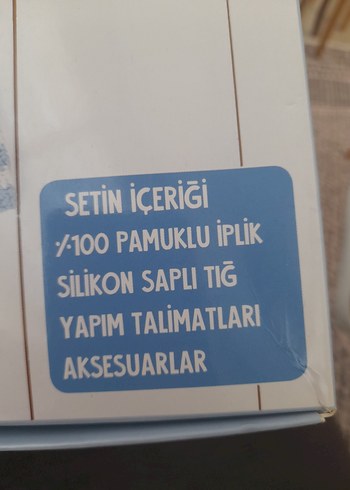 SETİN İÇERİĞİ
%100 PAMUKLU İPLİK
SİLİKON SAPLI TIĞ
YAPIM TALİMATLARI
AKSESUARLAR